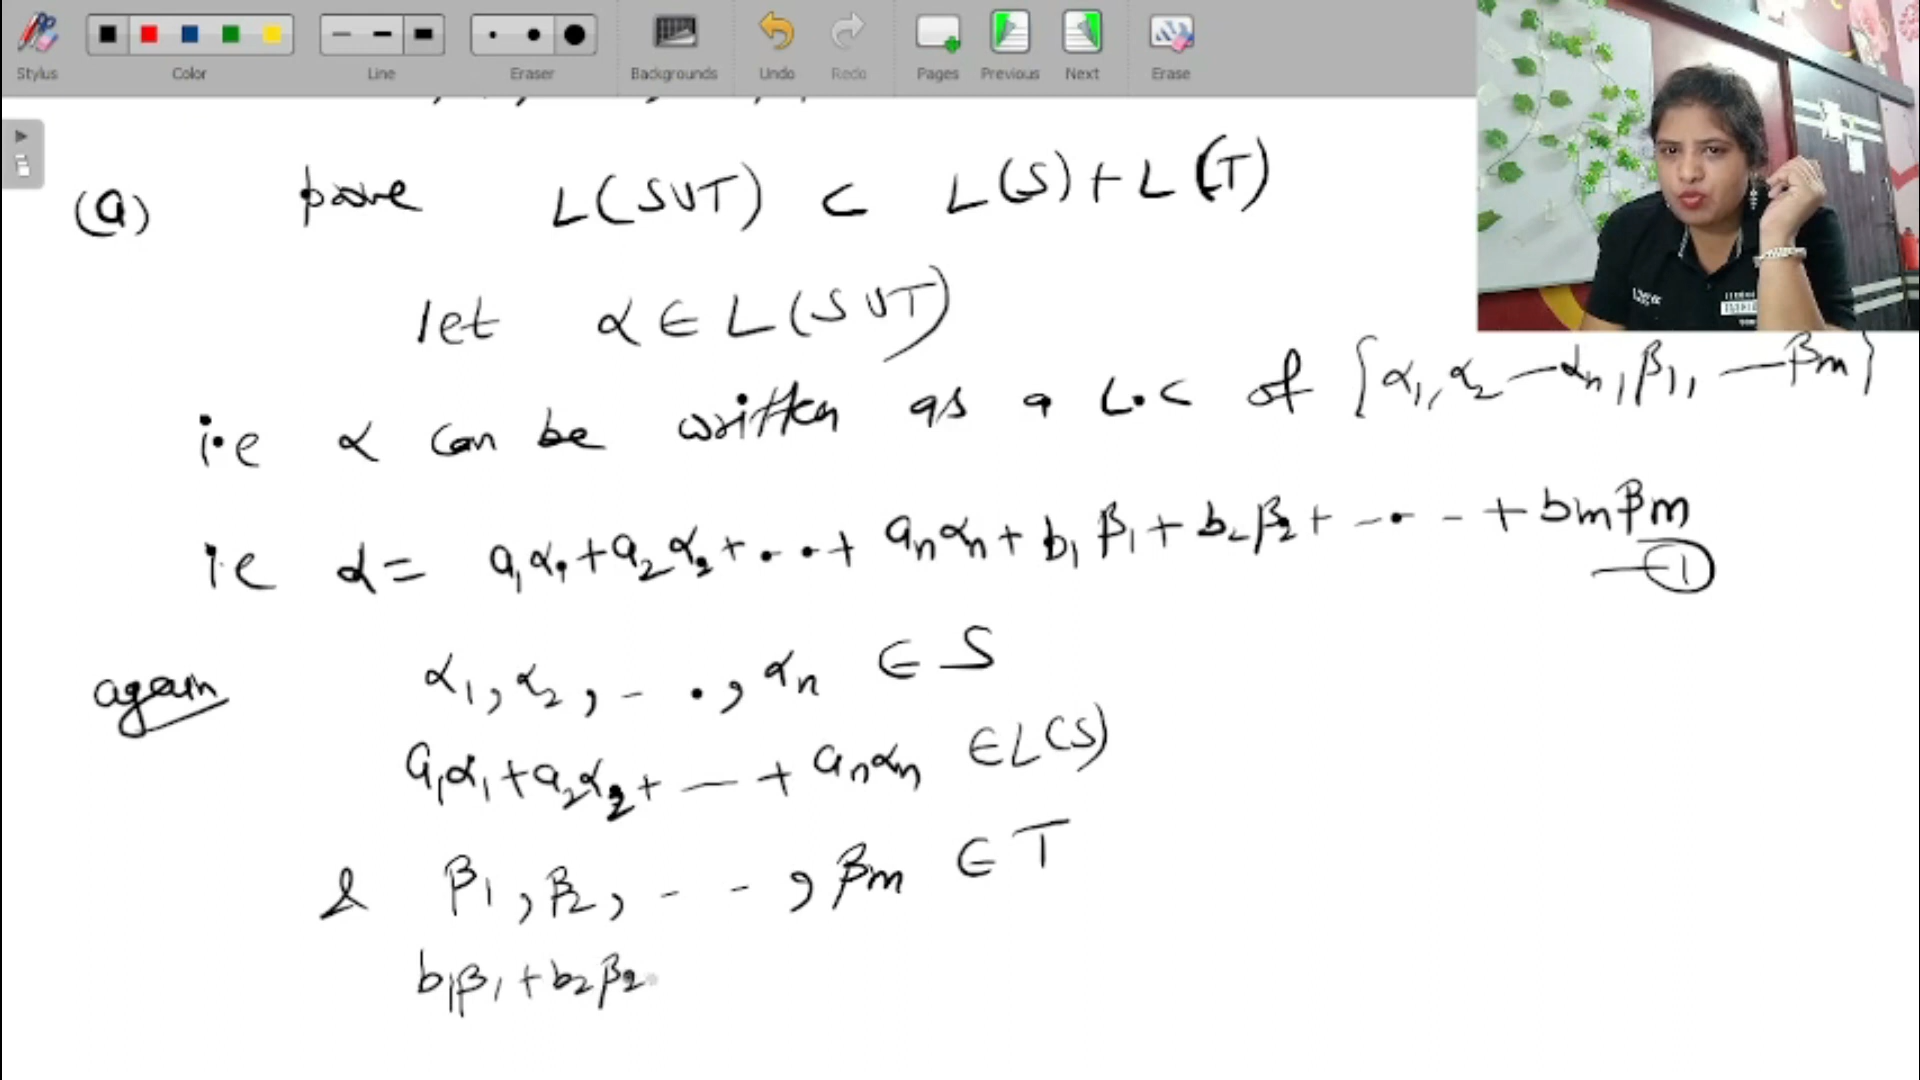 Stylus Color Line Eraser Backgrounds Undo Redo Pages Previous Next Erase
(a) prove L(SUT) ⊂ L(S)+L(T)
let α ∈ L(SUT)
i.e α can be written as a L.C of {α1, α2 — αn, β1, — βm}
i.e α = a1α1+a2α2+...+ anαn + b1β1 + b2β2 + -.- + bmβm
—①
again α1, α2, - ., αn ∈ S
a1α1+a2α2+ — + anαn ∈ L(S)
& β1, β2, - -, βm ∈ T
b1β1+b2β2